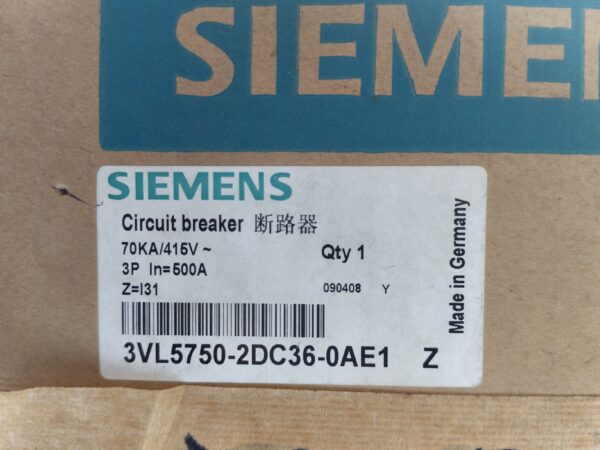 SIEMEN
SIEMENS
Circuit breaker 断路器
70KA/415V ~ Qty 1
3P In=500A
Z=I31 090408 Y
3VL5750-2DC36-0AE1 Z
Made in Germany